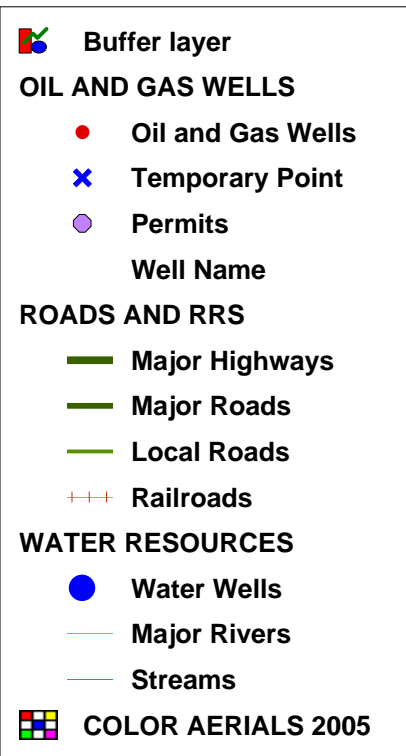 Buffer layer
OIL AND GAS WELLS
Oil and Gas Wells
Temporary Point
Permits
Well Name
ROADS AND RRS
Major Highways
Major Roads
Local Roads
Railroads
WATER RESOURCES
Water Wells
Major Rivers
Streams
COLOR AERIALS 2005